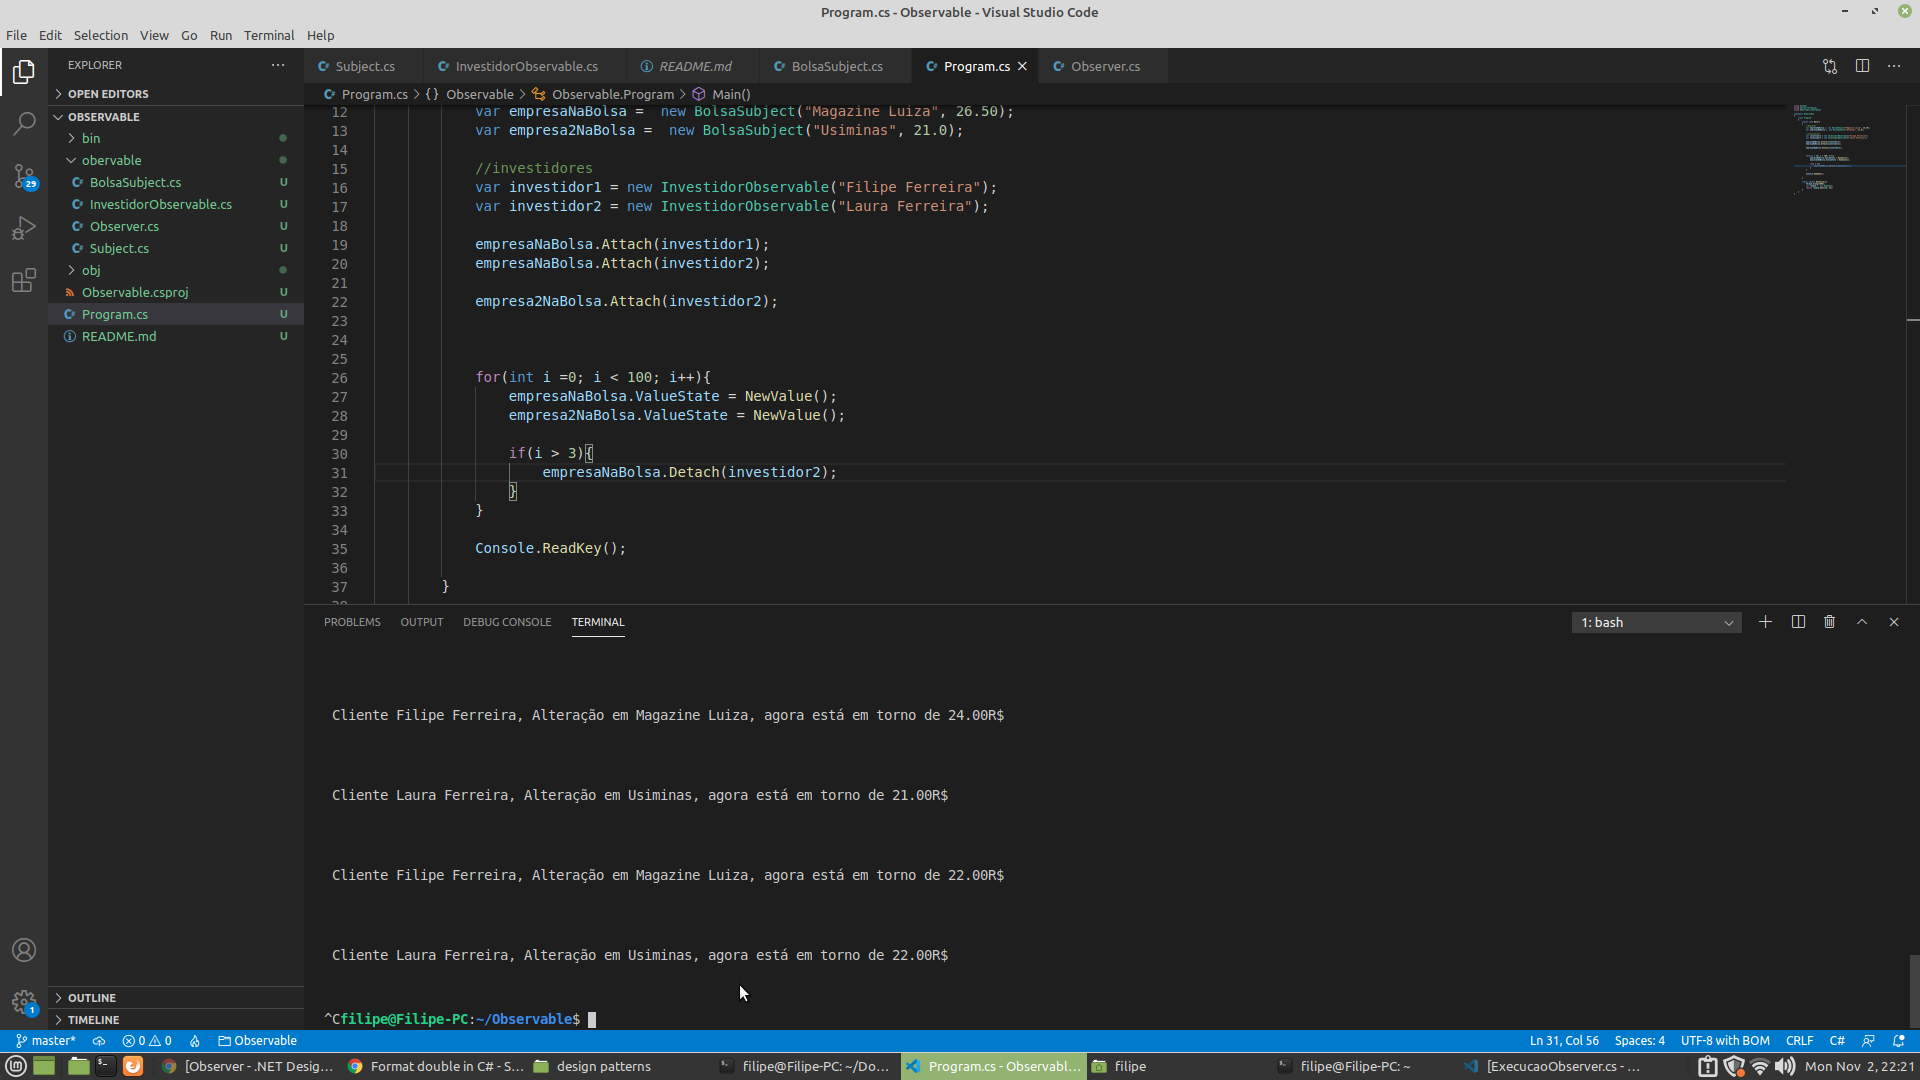 Program.cs - Observable - Visual Studio Code
File Edit Selection View Go Run Terminal Help
EXPLORER
OPEN EDITORS
OBSERVABLE
bin
obervable
BolsaSubject.cs U
InvestidorObservable.cs U
Observer.cs U
Subject.cs U
obj
Observable.csproj U
Program.cs U
README.md U
OUTLINE
TIMELINE
29
1
Subject.cs InvestidorObservable.cs README.md BolsaSubject.cs Program.cs Observer.cs
Program.cs > {} Observable > Observable.Program > Main()
12 var empresaNaBolsa =  new BolsaSubject("Magazine Luiza", 26.50);
13 var empresa2NaBolsa =  new BolsaSubject("Usiminas", 21.0);
14
15 //investidores
16 var investidor1 = new InvestidorObservable("Filipe Ferreira");
17 var investidor2 = new InvestidorObservable("Laura Ferreira");
18
19 empresaNaBolsa.Attach(investidor1);
20 empresaNaBolsa.Attach(investidor2);
21
22 empresa2NaBolsa.Attach(investidor2);
23
24
25
26 for(int i =0; i < 100; i++){
27 empresaNaBolsa.ValueState = NewValue();
28 empresa2NaBolsa.ValueState = NewValue();
29
30 if(i > 3){
31 empresaNaBolsa.Detach(investidor2);
32 }
33 }
34
35 Console.ReadKey();
36
37 }
PROBLEMS OUTPUT DEBUG CONSOLE TERMINAL 1: bash
Cliente Filipe Ferreira, Alteração em Magazine Luiza, agora está em torno de 24.00R$
Cliente Laura Ferreira, Alteração em Usiminas, agora está em torno de 21.00R$
Cliente Filipe Ferreira, Alteração em Magazine Luiza, agora está em torno de 22.00R$
Cliente Laura Ferreira, Alteração em Usiminas, agora está em torno de 22.00R$
^Cfilipe@Filipe-PC:~/Observable$
master* 0 0 Observable Ln 31, Col 56 Spaces: 4 UTF-8 with BOM CRLF C#
[Observer - .NET Desig... Format double in C# - S... design patterns filipe@Filipe-PC: ~/Do... Program.cs - Observabl... filipe filipe@Filipe-PC: ~ [ExecucaoObserver.cs - ... Mon Nov 2, 22:21